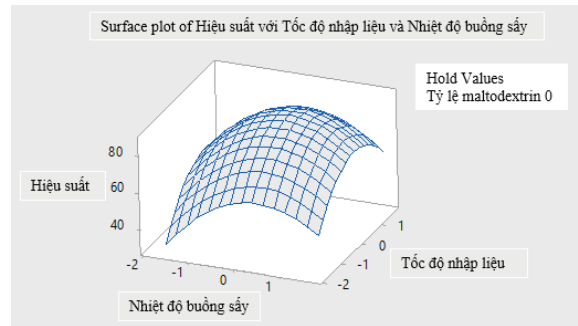 Surface plot of Hiệu suất với Tốc độ nhập liệu và Nhiệt độ buồng sấy
Hold Values
Tỷ lệ maltodextrin 0
80
60
40
Hiệu suất
-2
-1
0
1
Nhiệt độ buồng sấy
-2
-1
0
1
Tốc độ nhập liệu